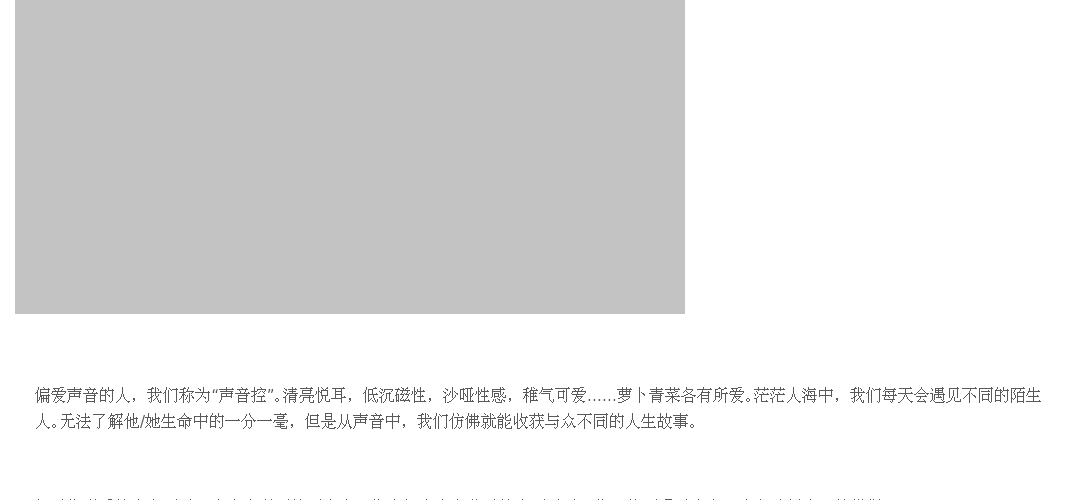 偏爱声音的人，我们称为“声音控”。清亮悦耳，低沉磁性，沙哑性感，稚气可爱……萝卜青菜各有所爱。茫茫人海中，我们每天会遇见不同的陌生
人。无法了解他/她生命中的一分一毫，但是从声音中，我们仿佛就能收获与众不同的人生故事。